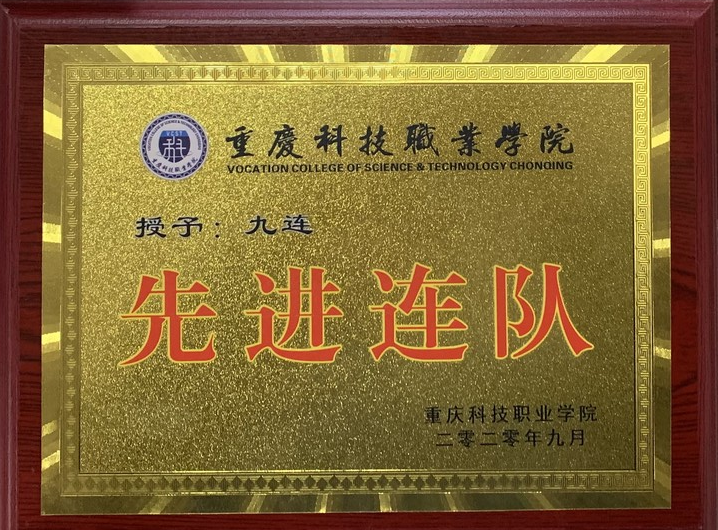 重慶科技職業學院
VOCATION COLLEGE OF SCIENCE & TECHNOLOGY CHONQING
授予：九连
先进连队
重庆科技职业学院
二零二零年九月